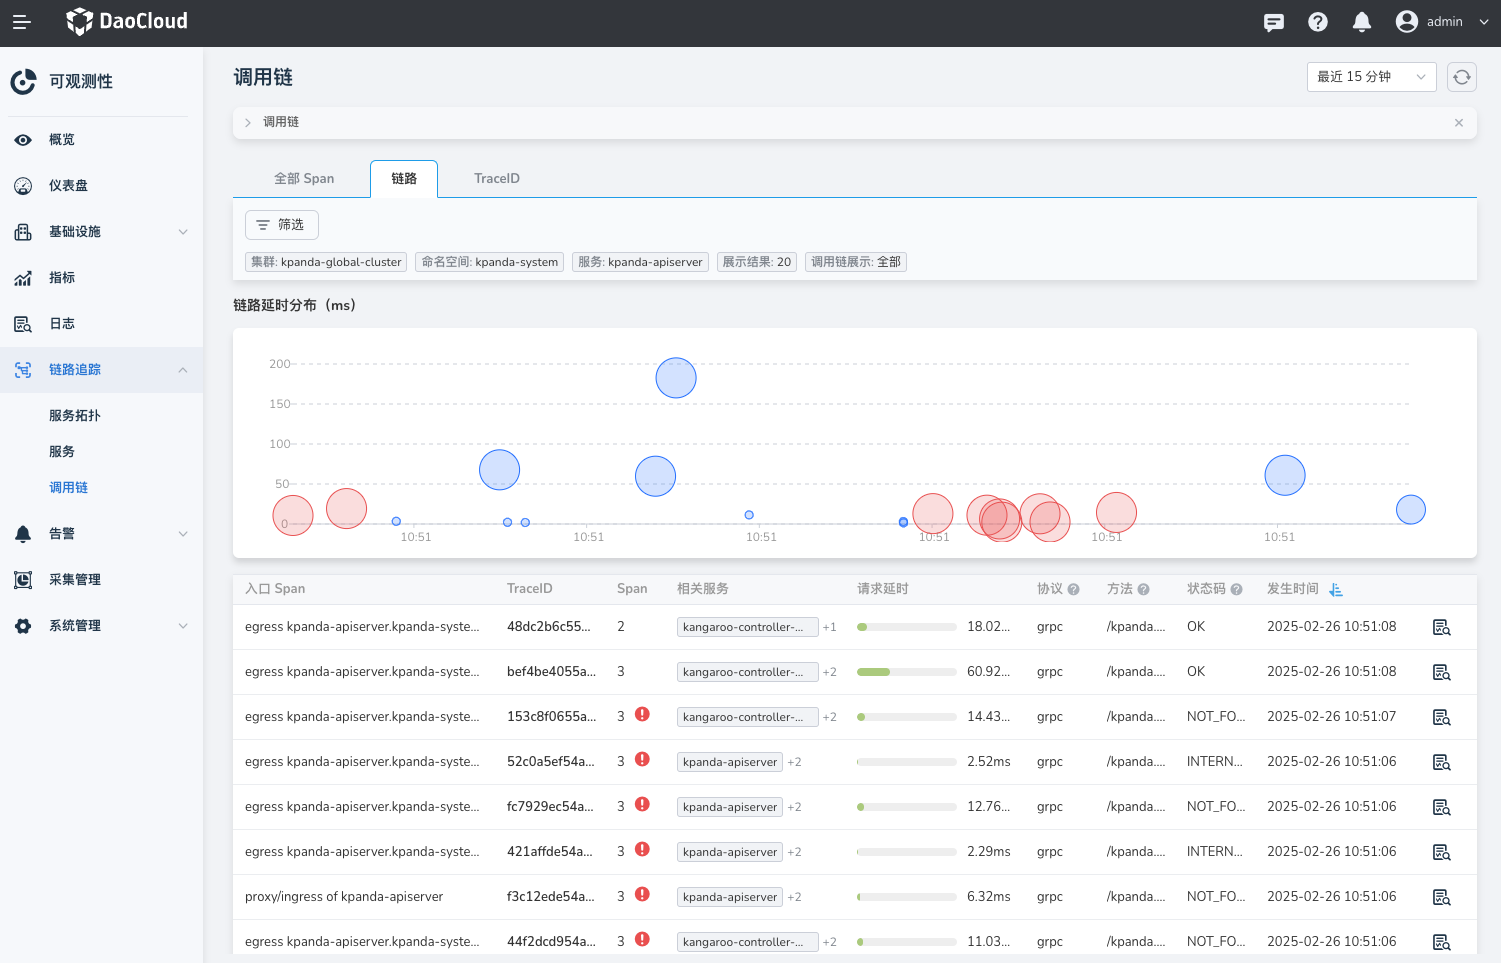 DaoCloud
admin
可观测性
概览
仪表盘
基础设施
指标
日志
链路追踪
服务拓扑
服务
调用链
告警
采集管理
系统管理
调用链
最近 15 分钟
调用链
全部 Span 链路 TraceID
筛选
集群: kpanda-global-cluster 命名空间: kpanda-system 服务: kpanda-apiserver 展示结果: 20 调用链展示: 全部
链路延时分布（ms）
200
150
100
50
0
10:51 10:51 10:51 10:51 10:51 10:51
入口 Span TraceID Span 相关服务 请求延时 协议 方法 状态码 发生时间
egress kpanda-apiserver.kpanda-syste... 48dc2b6c55... 2 kangaroo-controller-... +1 18.02... grpc /kpanda.... OK 2025-02-26 10:51:08
egress kpanda-apiserver.kpanda-syste... bef4be4055a... 3 kangaroo-controller-... +2 60.92... grpc /kpanda.... OK 2025-02-26 10:51:08
egress kpanda-apiserver.kpanda-syste... 153c8f0655a... 3 kangaroo-controller-... +2 14.43... grpc /kpanda.... NOT_FO... 2025-02-26 10:51:07
egress kpanda-apiserver.kpanda-syste... 52c0a5ef54a... 3 kpanda-apiserver +2 2.52ms grpc /kpanda.... INTERN... 2025-02-26 10:51:06
egress kpanda-apiserver.kpanda-syste... fc7929ec54a... 3 kpanda-apiserver +2 12.76... grpc /kpanda.... NOT_FO... 2025-02-26 10:51:06
egress kpanda-apiserver.kpanda-syste... 421affde54a... 3 kpanda-apiserver +2 2.29ms grpc /kpanda.... INTERN... 2025-02-26 10:51:06
proxy/ingress of kpanda-apiserver f3c12ede54a... 3 kpanda-apiserver +2 6.32ms grpc /kpanda.... NOT_FO... 2025-02-26 10:51:06
egress kpanda-apiserver.kpanda-syste... 44f2dcd954a... 3 kangaroo-controller-... +2 11.03... grpc /kpanda.... NOT_FO... 2025-02-26 10:51:06